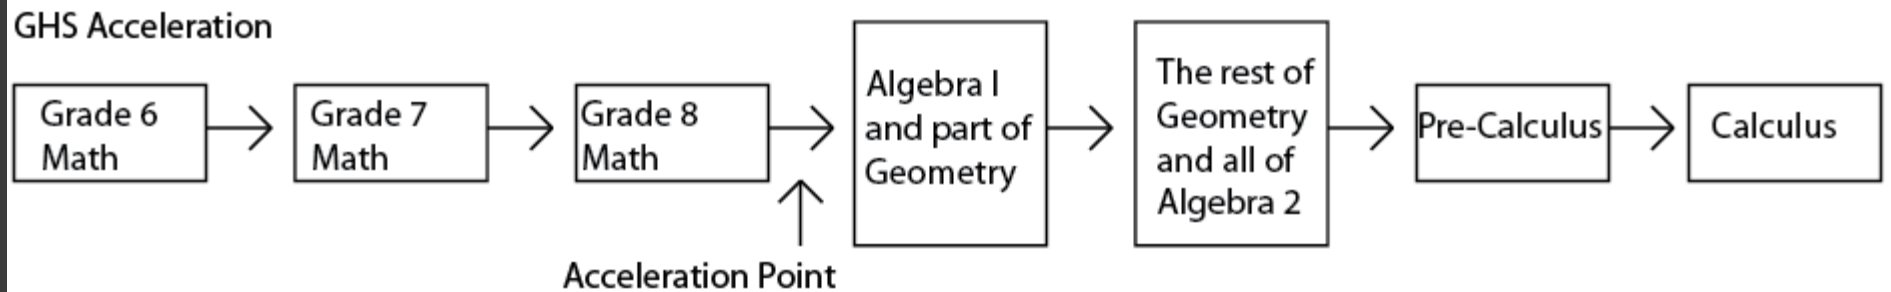 GHS Acceleration
Grade 6
Math
Grade 7
Math
Grade 8
Math
Algebra I
and part of
Geometry
The rest of
Geometry
and all of
Algebra 2
Pre-Calculus
Calculus
Acceleration Point